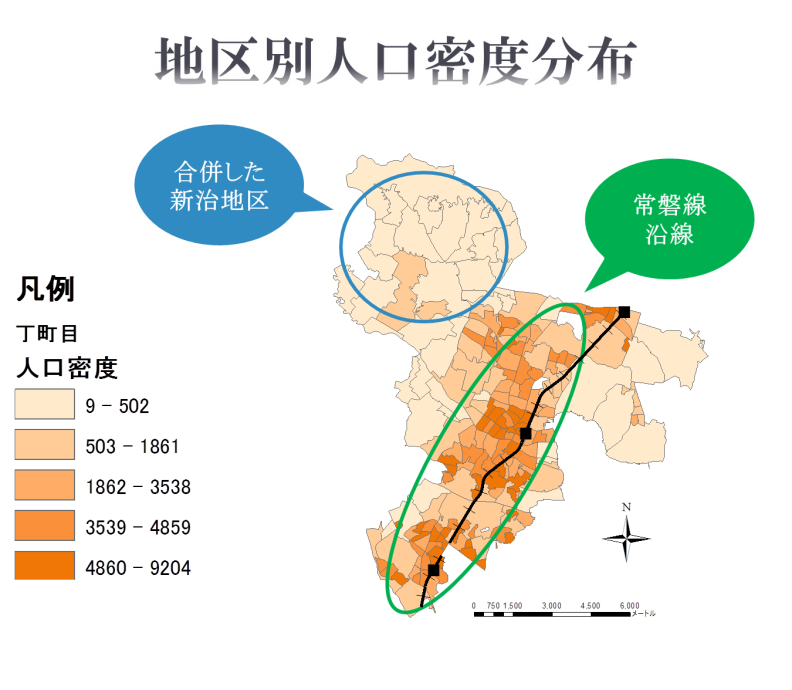 地区別人口密度分布
合併した
新治地区
常磐線
沿線
凡例
丁町目
人口密度
9 - 502
503 - 1861
1862 - 3538
3539 - 4859
4860 - 9204
N
0 750 1,500 3,000 4,500 6,000
メートル